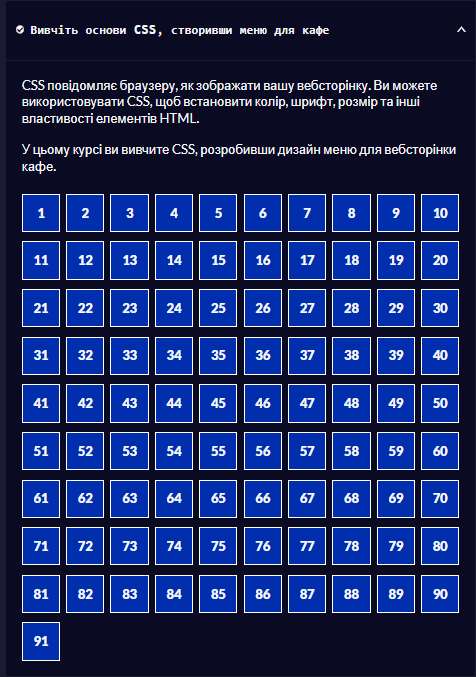 Вивчіть основи CSS, створивши меню для кафе
CSS повідомляє браузеру, як зображати вашу вебсторінку. Ви можете
використовувати CSS, щоб встановити колір, шрифт, розмір та інші
властивості елементів HTML.
У цьому курсі ви вивчите CSS, розробивши дизайн меню для вебсторінки
кафе.
1 2 3 4 5 6 7 8 9 10
11 12 13 14 15 16 17 18 19 20
21 22 23 24 25 26 27 28 29 30
31 32 33 34 35 36 37 38 39 40
41 42 43 44 45 46 47 48 49 50
51 52 53 54 55 56 57 58 59 60
61 62 63 64 65 66 67 68 69 70
71 72 73 74 75 76 77 78 79 80
81 82 83 84 85 86 87 88 89 90
91